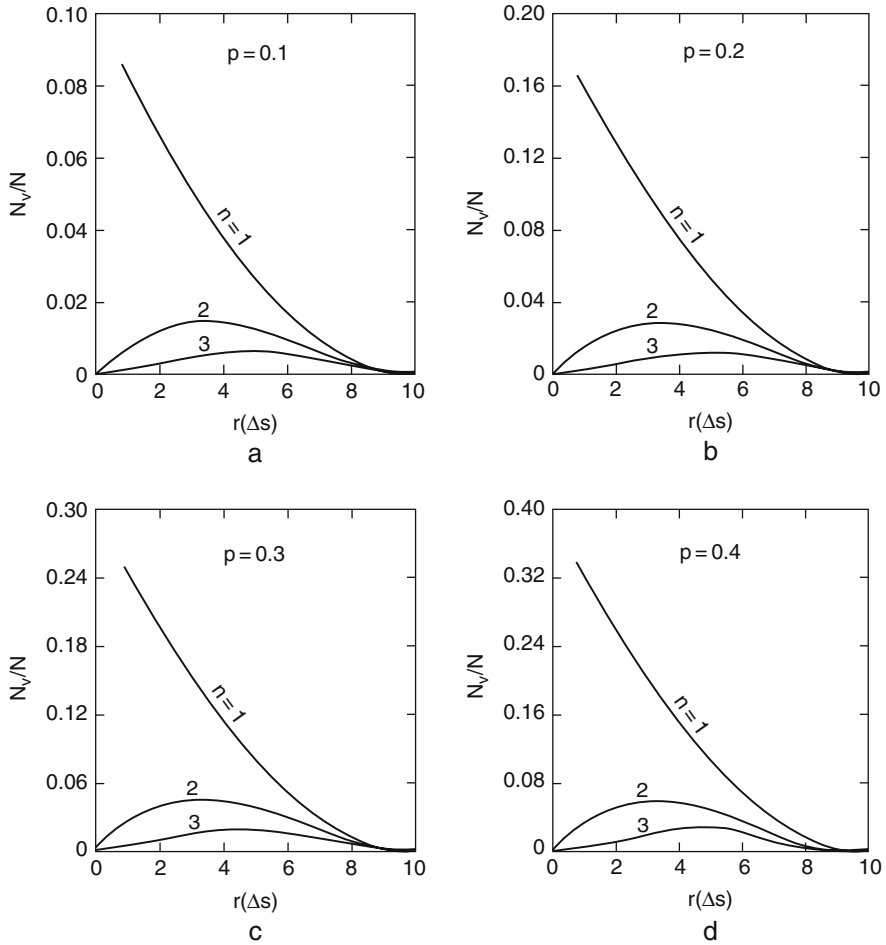 0.10
0.08
0.06
0.04
0.02
0
Nv/N
p = 0.1
n = 1
2
3
0 2 4 6 8 10
r(Δs)
a
0.20
0.16
0.12
0.08
0.04
0
Nv/N
p = 0.2
n = 1
2
3
0 2 4 6 8 10
r(Δs)
b
0.30
0.24
0.18
0.12
0.06
0
Nv/N
p = 0.3
n = 1
2
3
0 2 4 6 8 10
r(Δs)
c
0.40
0.32
0.24
0.16
0.08
0
Nv/N
p = 0.4
n = 1
2
3
0 2 4 6 8 10
r(Δs)
d